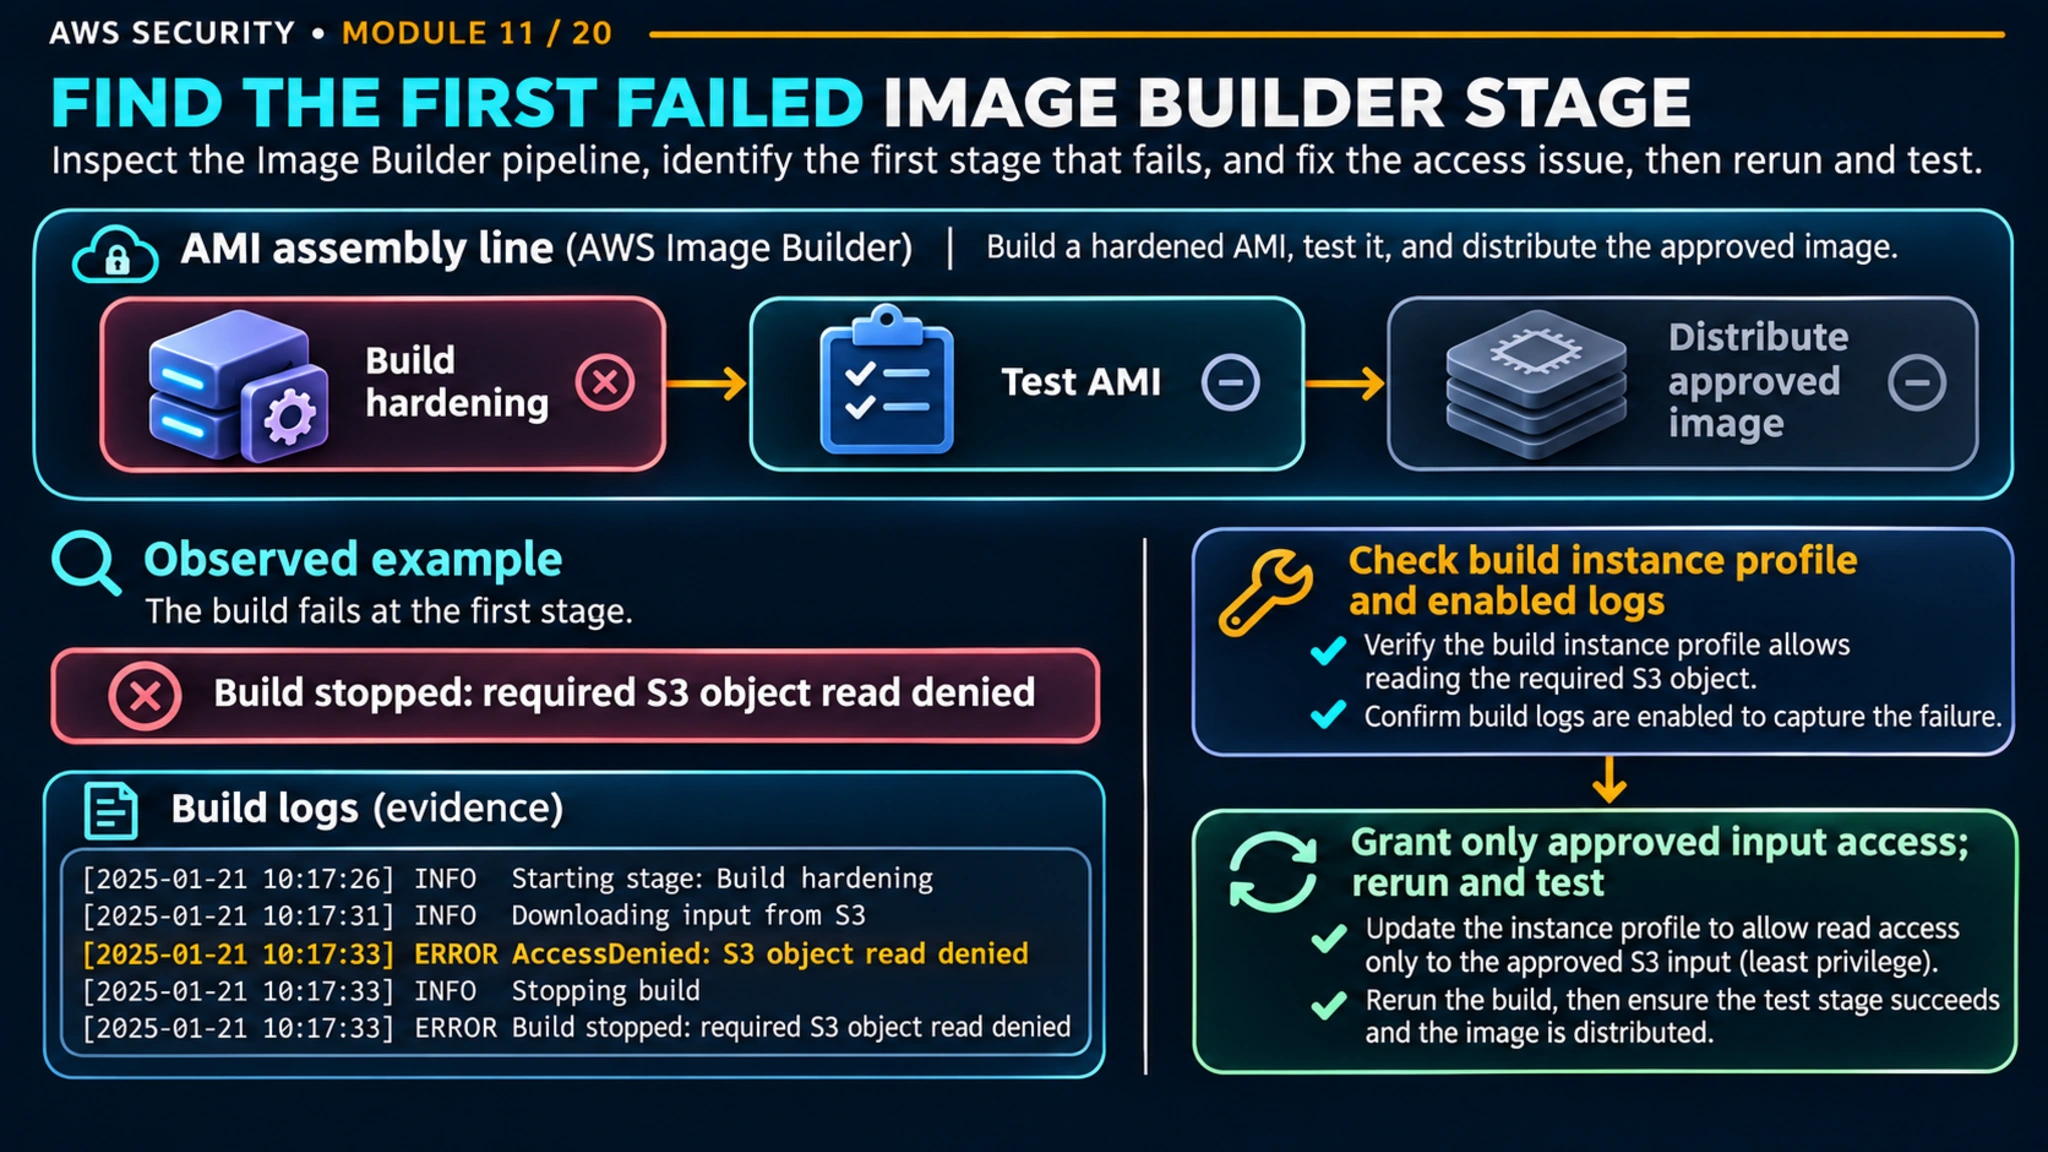 AWS SECURITY • MODULE 11 / 20
FIND THE FIRST FAILED IMAGE BUILDER STAGE
Inspect the Image Builder pipeline, identify the first stage that fails, and fix the access issue, then rerun and test.
AMI assembly line (AWS Image Builder) | Build a hardened AMI, test it, and distribute the approved image.
Build
hardening
Test AMI
Distribute
approved
image
Observed example
The build fails at the first stage.
Build stopped: required S3 object read denied
Build logs (evidence)
[2025-01-21 10:17:26] INFO Starting stage: Build hardening
[2025-01-21 10:17:31] INFO Downloading input from S3
[2025-01-21 10:17:33] ERROR AccessDenied: S3 object read denied
[2025-01-21 10:17:33] INFO Stopping build
[2025-01-21 10:17:33] ERROR Build stopped: required S3 object read denied
Check build instance profile
and enabled logs
Verify the build instance profile allows
reading the required S3 object.
Confirm build logs are enabled to capture the failure.
Grant only approved input access;
rerun and test
Update the instance profile to allow read access
only to the approved S3 input (least privilege).
Rerun the build, then ensure the test stage succeeds
and the image is distributed.